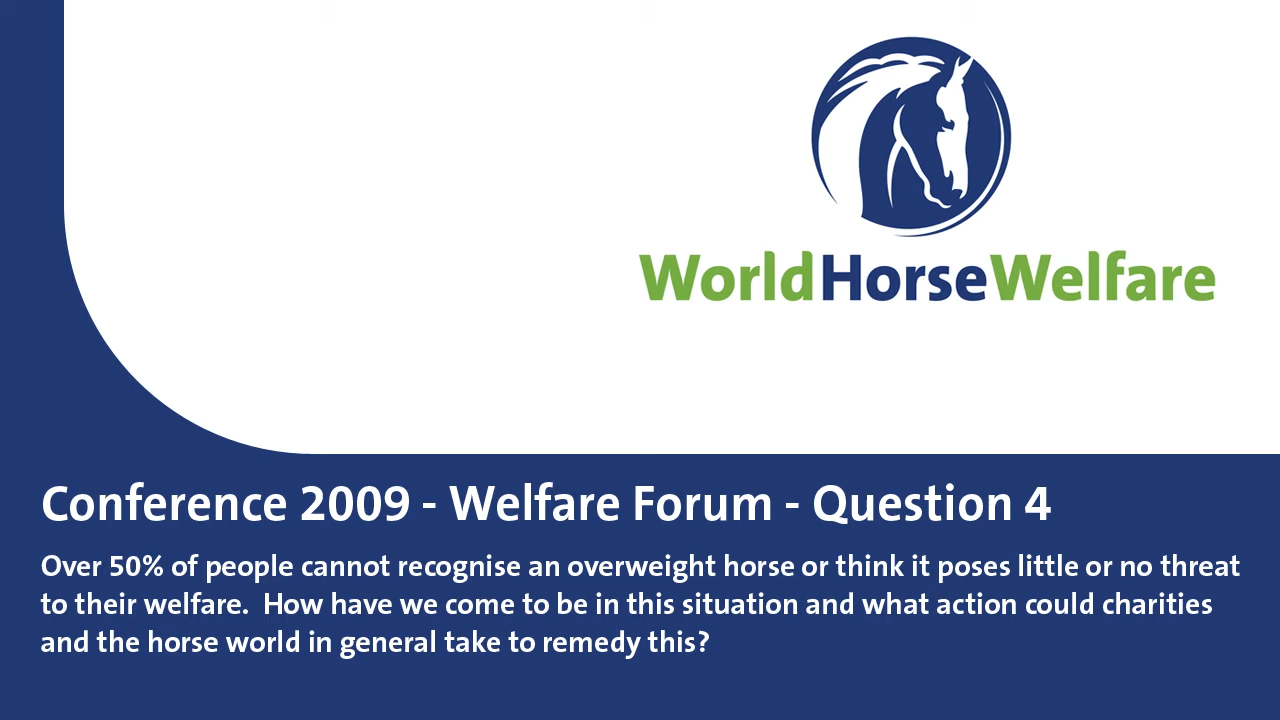 WorldHorseWelfare
Conference 2009 - Welfare Forum - Question 4
Over 50% of people cannot recognise an overweight horse or think it poses little or no threat
to their welfare.  How have we come to be in this situation and what action could charities
and the horse world in general take to remedy this?